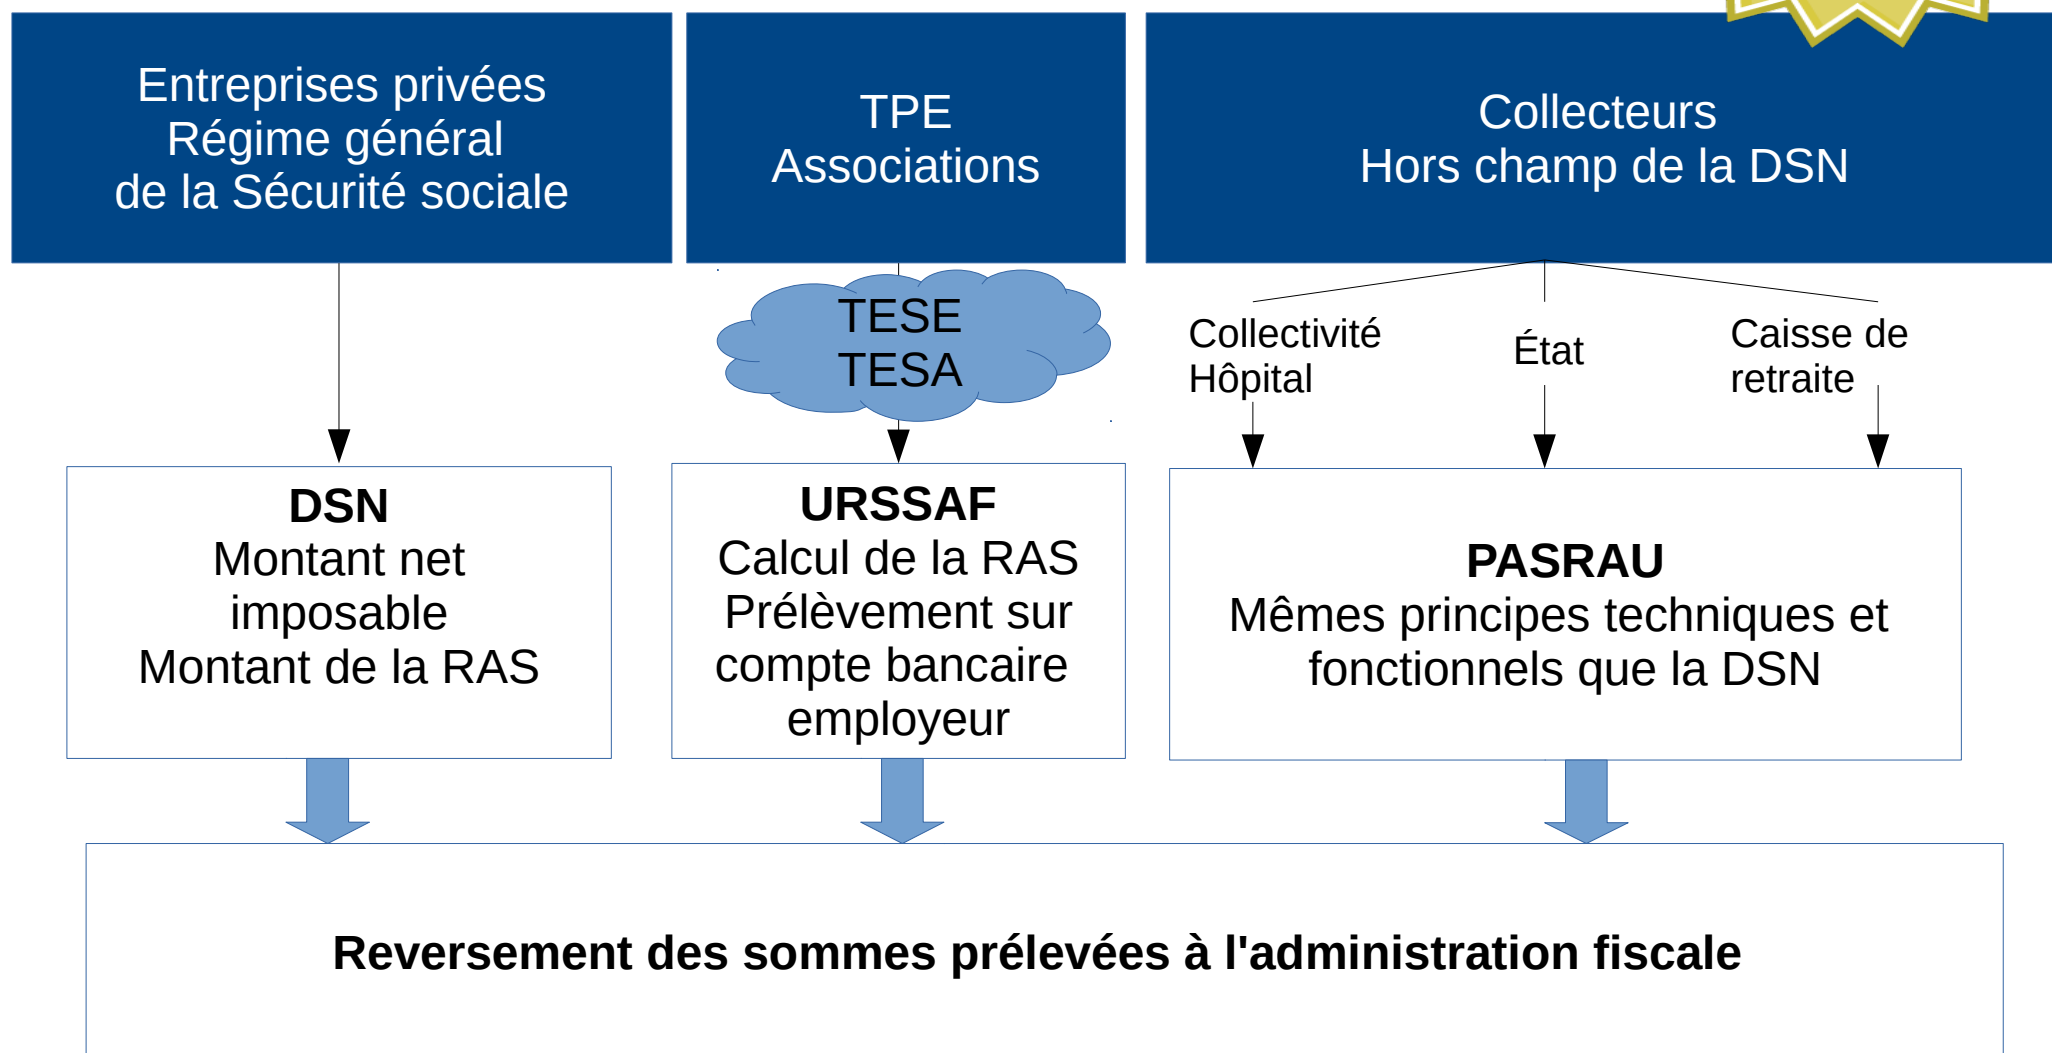 Entreprises privées
Régime général
de la Sécurité sociale
TPE
Associations
Collecteurs
Hors champ de la DSN
TESE
TESA
Collectivité
Hôpital
État
Caisse de
retraite
DSN
Montant net
imposable
Montant de la RAS
URSSAF
Calcul de la RAS
Prélèvement sur
compte bancaire
employeur
PASRAU
Mêmes principes techniques et
fonctionnels que la DSN
Reversement des sommes prélevées à l'administration fiscale